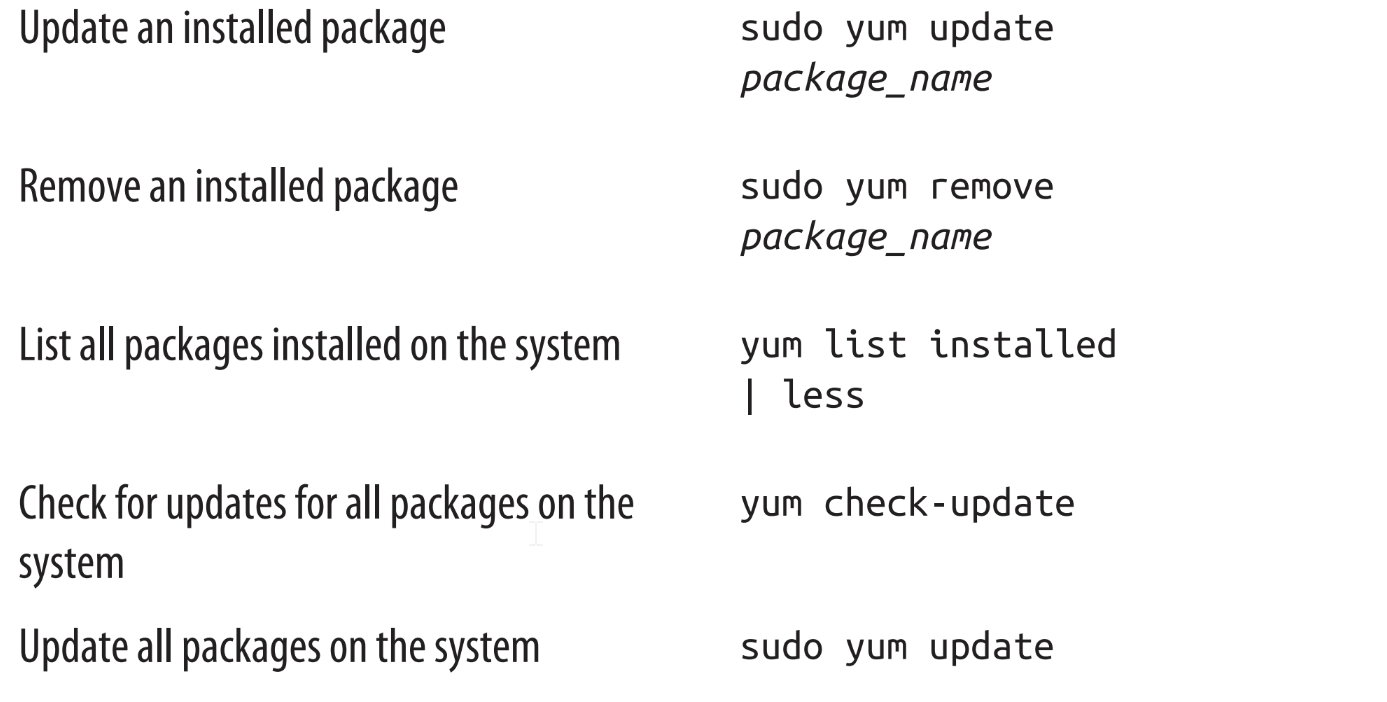 Update an installed package
sudo yum update
package_name
Remove an installed package
sudo yum remove
package_name
List all packages installed on the system
yum list installed
| less
Check for updates for all packages on the
system
yum check-update
Update all packages on the system
sudo yum update